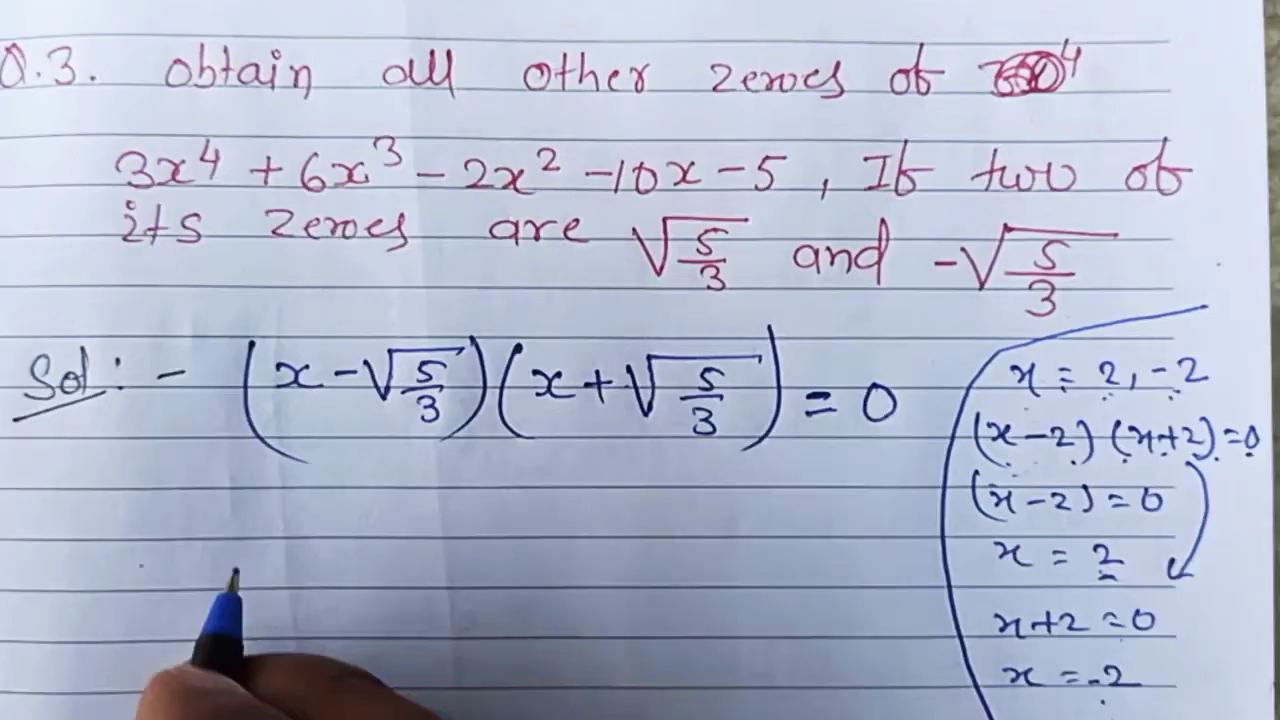 Q.3. Obtain all other zeroes of
3x⁴ + 6x³ - 2x² - 10x - 5, If two of
its zeroes are √(5/3) and -√(5/3)
Sol: - (x - √(5/3)) (x + √(5/3)) = 0
x = 2, -2
(x-2) (x+2) = 0
(x-2) = 0
x = 2
x+2 = 0
x = -2